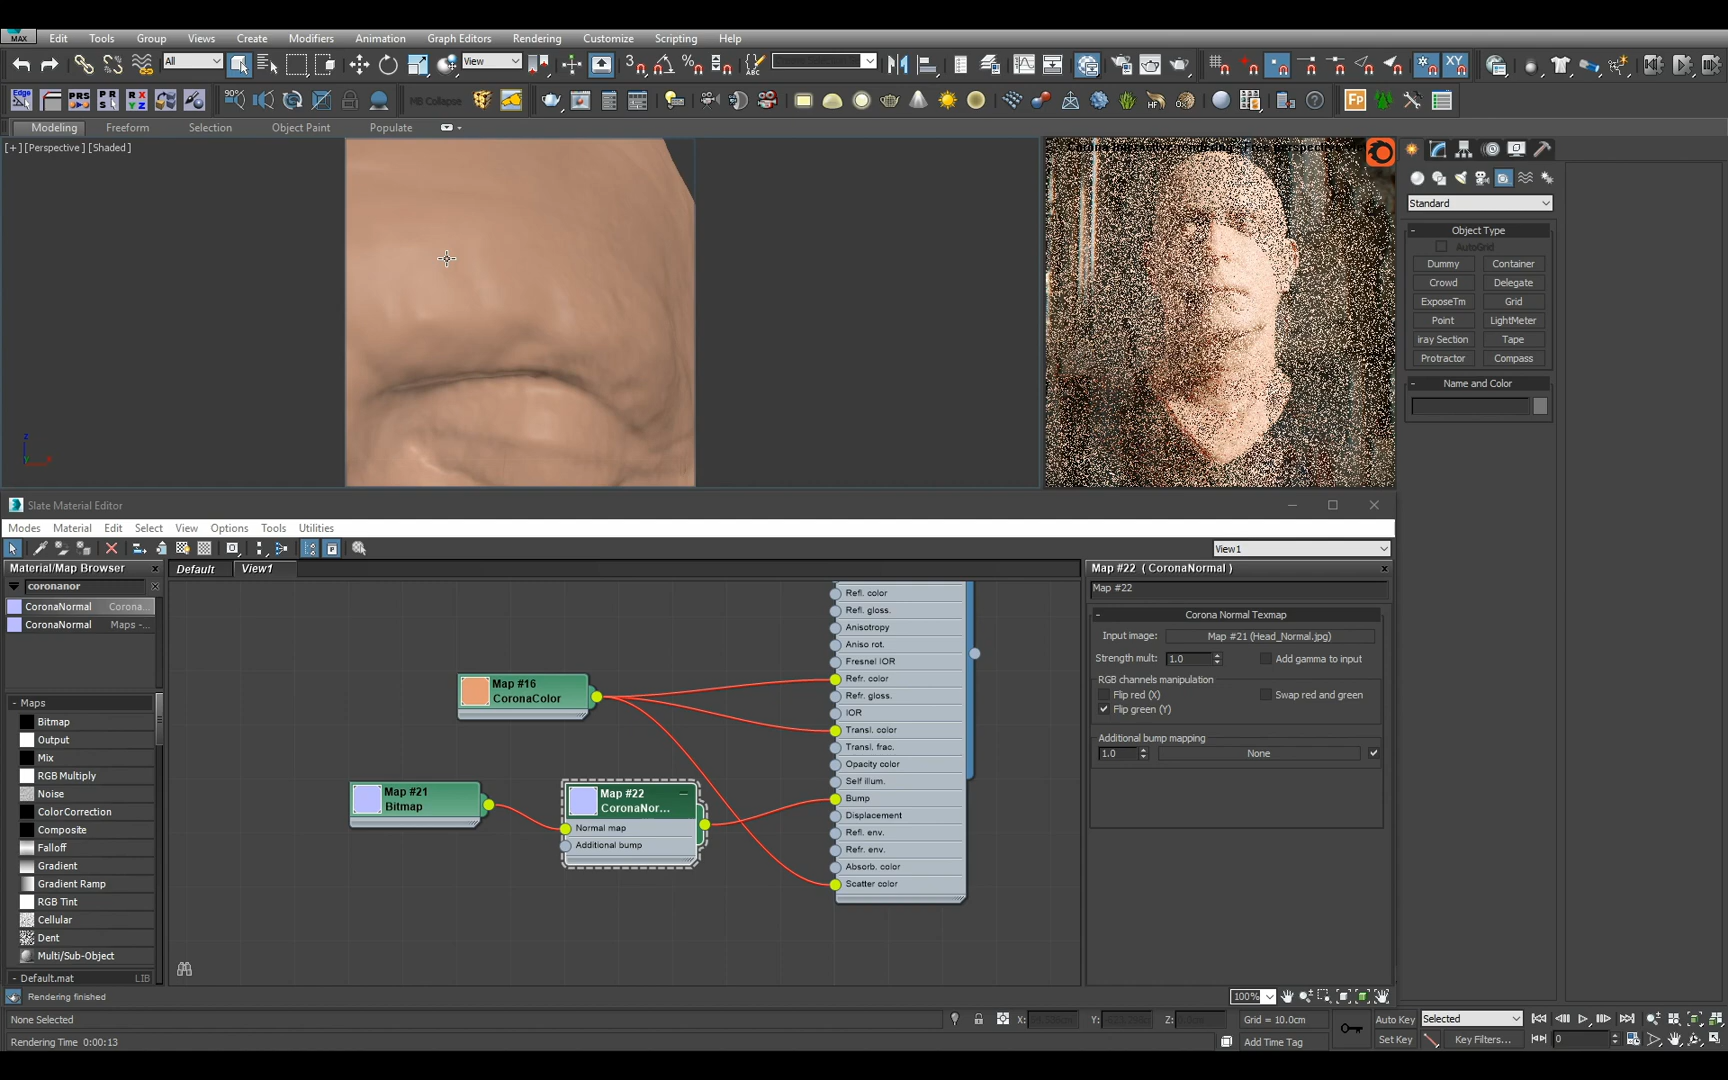 MAX Edit Tools Group Views Create Modifiers Animation Graph Editors Rendering Customize Scripting Help
All View
MB Collapse
Modeling Freeform Selection Object Paint Populate
[+] [Perspective] [Shaded]
Standard
- Object Type
AutoGrid
Dummy Container
Crowd Delegate
ExposeTm Grid
Point LightMeter
iray Section Tape
Protractor Compass
- Name and Color
Slate Material Editor
Modes Material Edit Select View Options Tools Utilities
View1
Material/Map Browser
coronanor
CoronaNormal Corona...
CoronaNormal Maps -...
- Maps
Bitmap
Output
Mix
RGB Multiply
Noise
ColorCorrection
Composite
Falloff
Gradient
Gradient Ramp
RGB Tint
Cellular
Dent
Multi/Sub-Object
- Default.mat LIB
Default View1
Map #16
CoronaColor
Map #21
Bitmap
Map #22
CoronaNor...
Normal map
Additional bump
Refl. color
Refl. gloss.
Anisotropy
Aniso rot.
Fresnel IOR
Refr. color
Refr. gloss.
IOR
Transl. color
Transl. frac.
Opacity color
Self illum.
Bump
Displacement
Refl. env.
Refr. env.
Absorb. color
Scatter color
Map #22 ( CoronaNormal )
Map #22
- Corona Normal Texmap
Input image: Map #21 (Head_Normal.jpg)
Strength mult: 1.0 Add gamma to input
RGB channels manipulation
Flip red (X) Swap red and green
Flip green (Y)
Additional bump mapping
1.0 None
Rendering finished
100%
None Selected
X: Y: Z: Grid = 10.0cm
Auto Key Selected
Rendering Time 0:00:13
Add Time Tag
Set Key Key Filters... 0